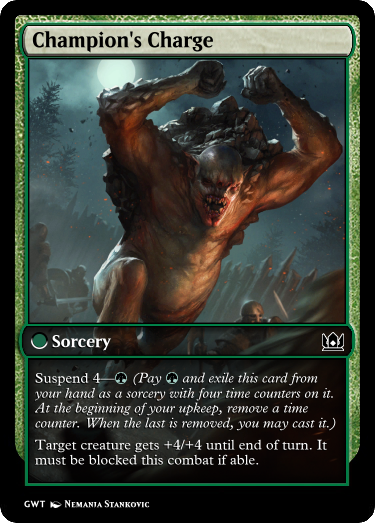 Champion's Charge
Sorcery
Suspend 4—G (Pay G and exile this card from
your hand as a sorcery with four time counters on it.
At the beginning of your upkeep, remove a time
counter. When the last is removed, you may cast it.)
Target creature gets +4/+4 until end of turn. It
must be blocked this combat if able.
GWT Nemania Stankovic